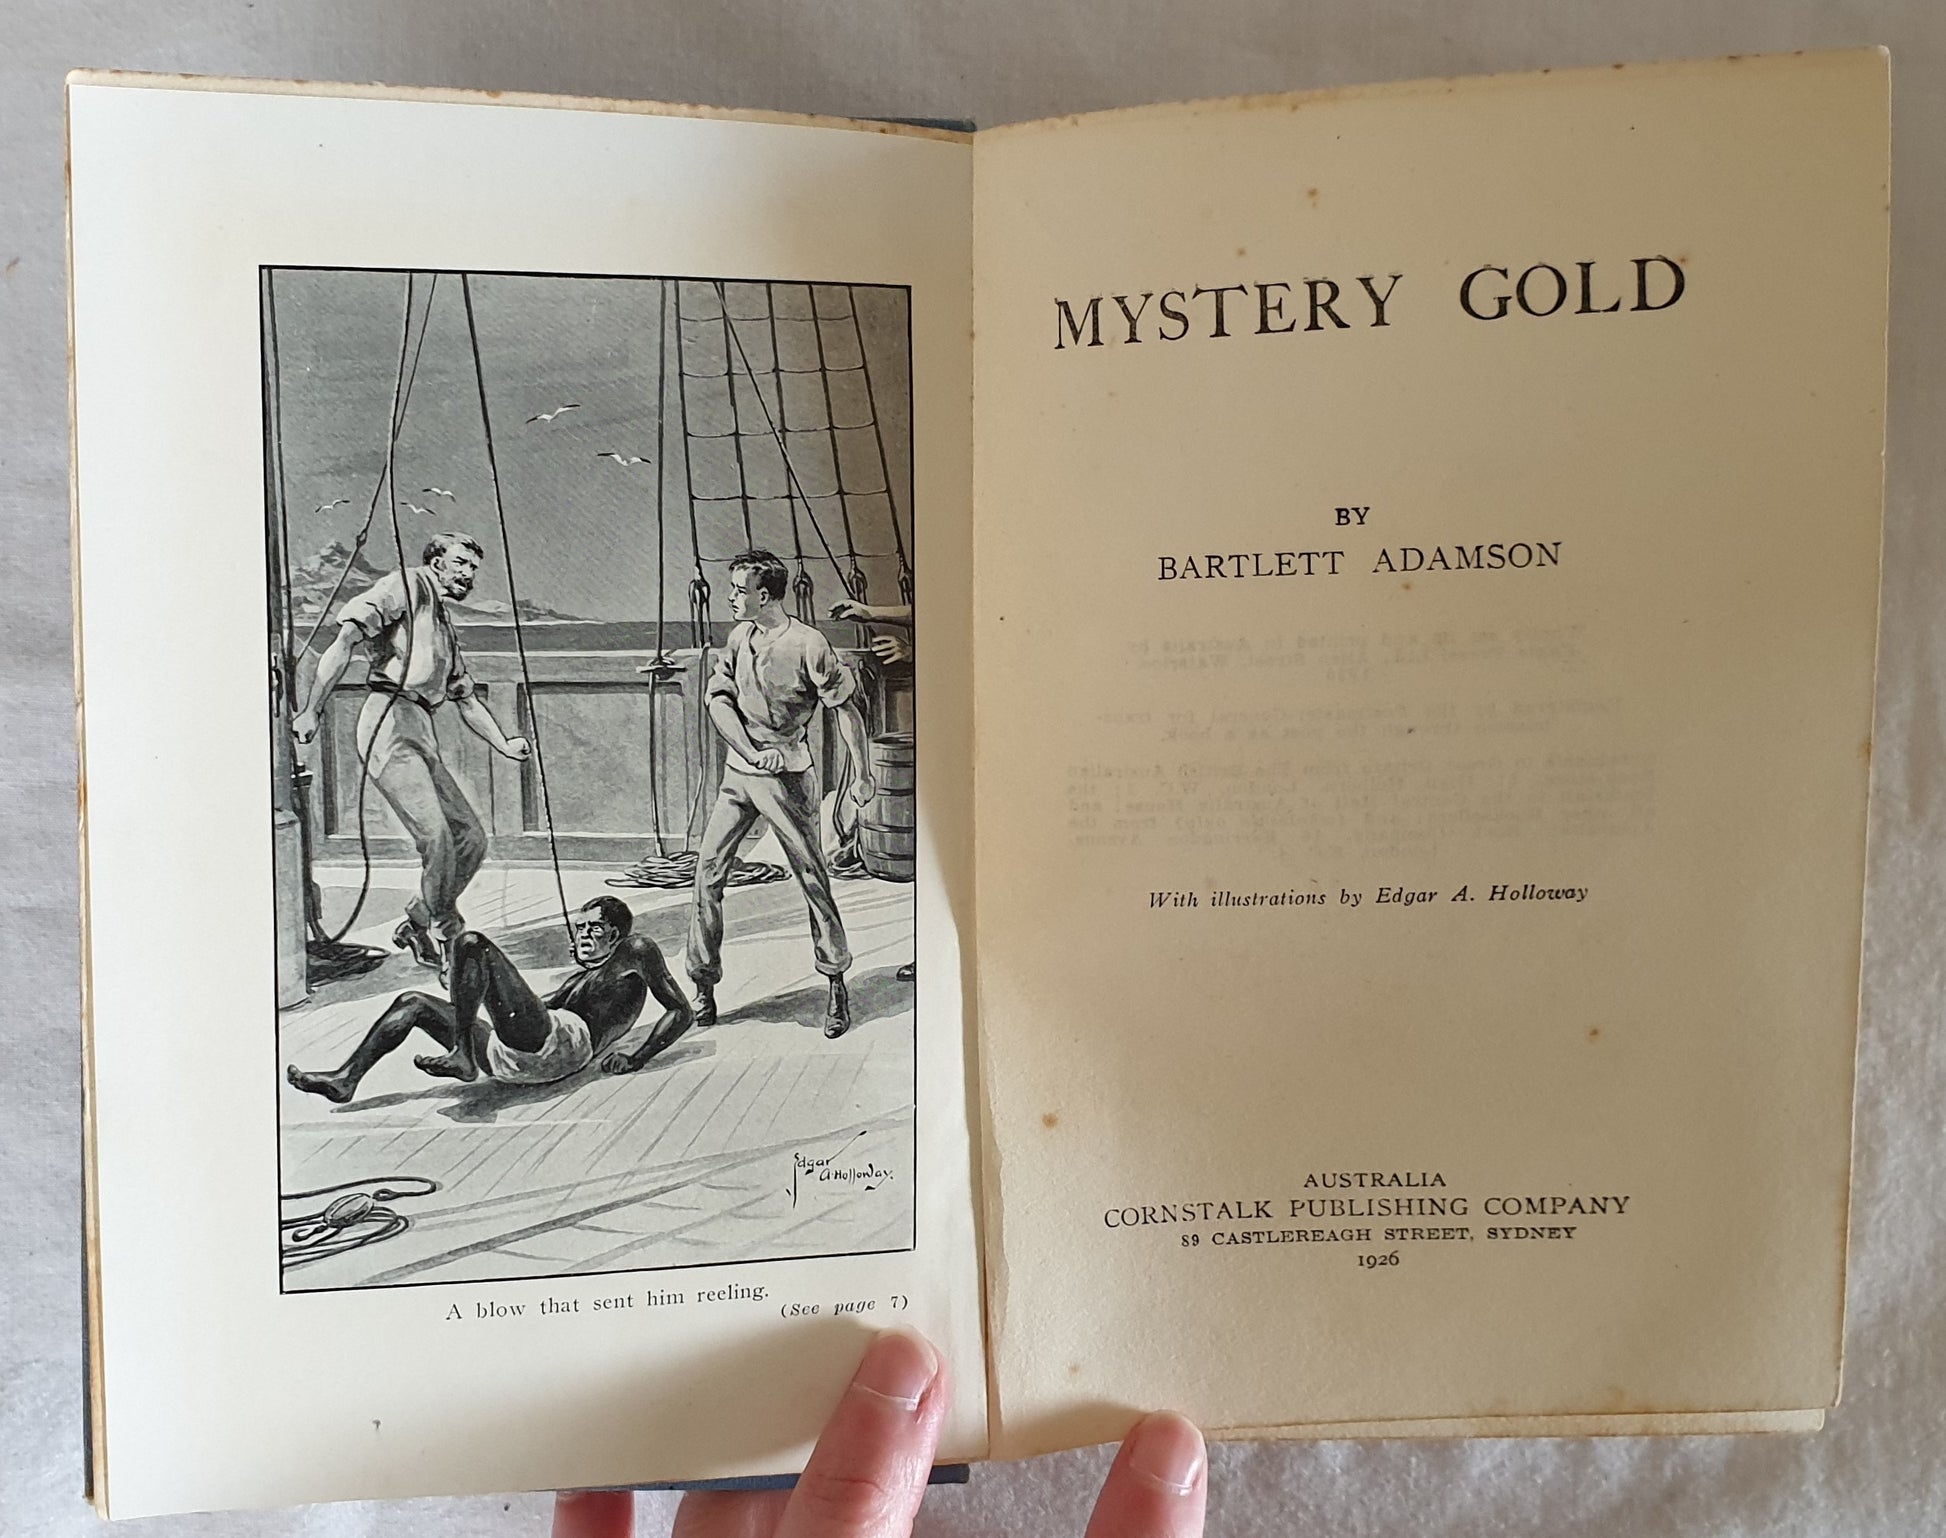 Edgar
A. Holloway.
A blow that sent him reeling.
(See page 7)
MYSTERY GOLD
BY
BARTLETT ADAMSON
With illustrations by Edgar A. Holloway
AUSTRALIA
CORNSTALK PUBLISHING COMPANY
89 CASTLEREAGH STREET, SYDNEY
1926